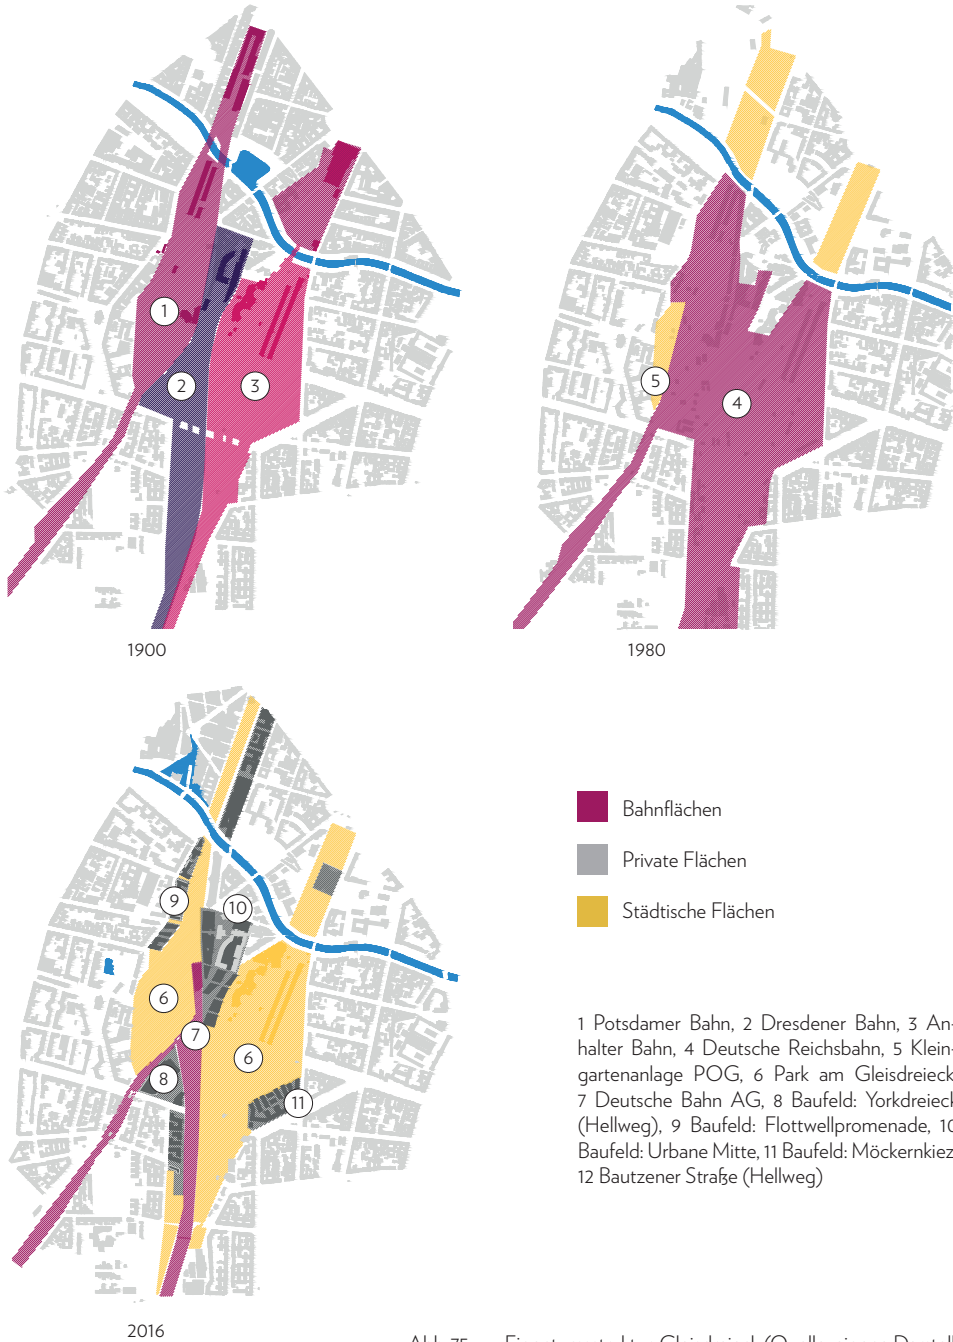 1
2
3
1900
5
4
1980
9
10
6
7
6
8
11
2016
Bahnflächen
Private Flächen
Städtische Flächen
1 Potsdamer Bahn, 2 Dresdener Bahn, 3 An-
halter Bahn, 4 Deutsche Reichsbahn, 5 Klein-
gartenanlage POG, 6 Park am Gleisdreieck
7 Deutsche Bahn AG, 8 Baufeld: Yorkdreieck
(Hellweg), 9 Baufeld: Flottwellpromenade, 10
Baufeld: Urbane Mitte, 11 Baufeld: Möckernkiez
12 Bautzener Straße (Hellweg)